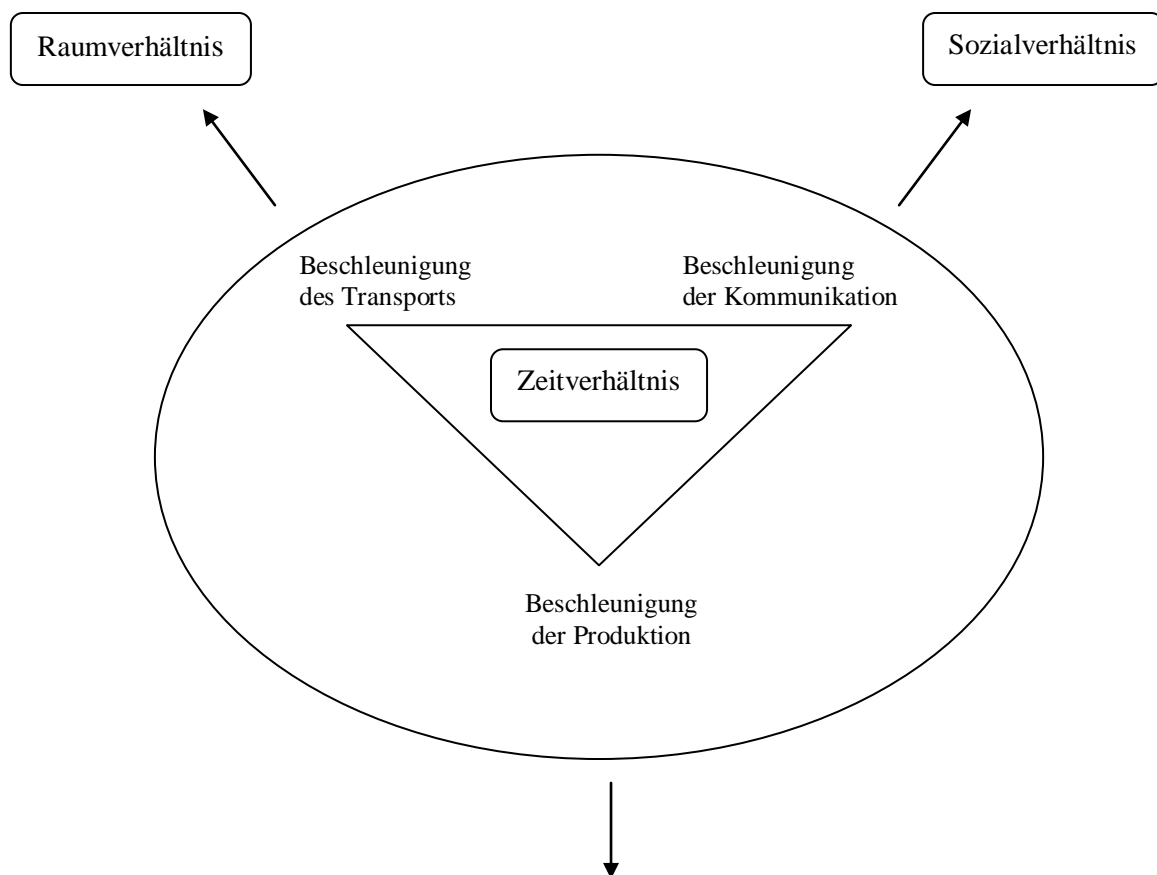 Raumverhältnis
Sozialverhältnis
Beschleunigung
des Transports
Beschleunigung
der Kommunikation
Zeitverhältnis
Beschleunigung
der Produktion